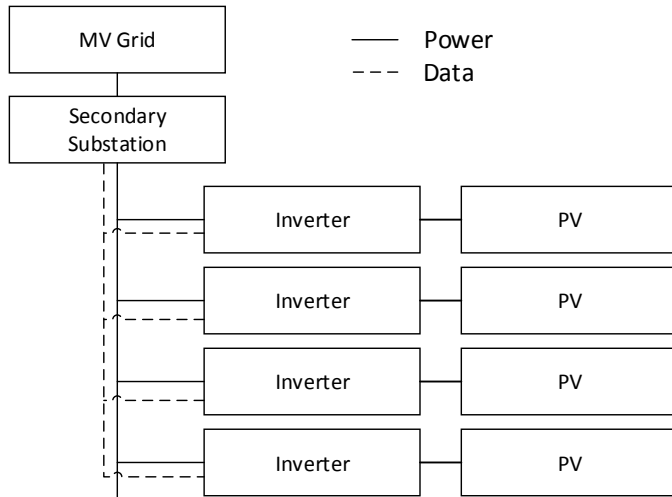 MV Grid
Power
Data
Secondary
Substation
Inverter
PV
Inverter
PV
Inverter
PV
Inverter
PV